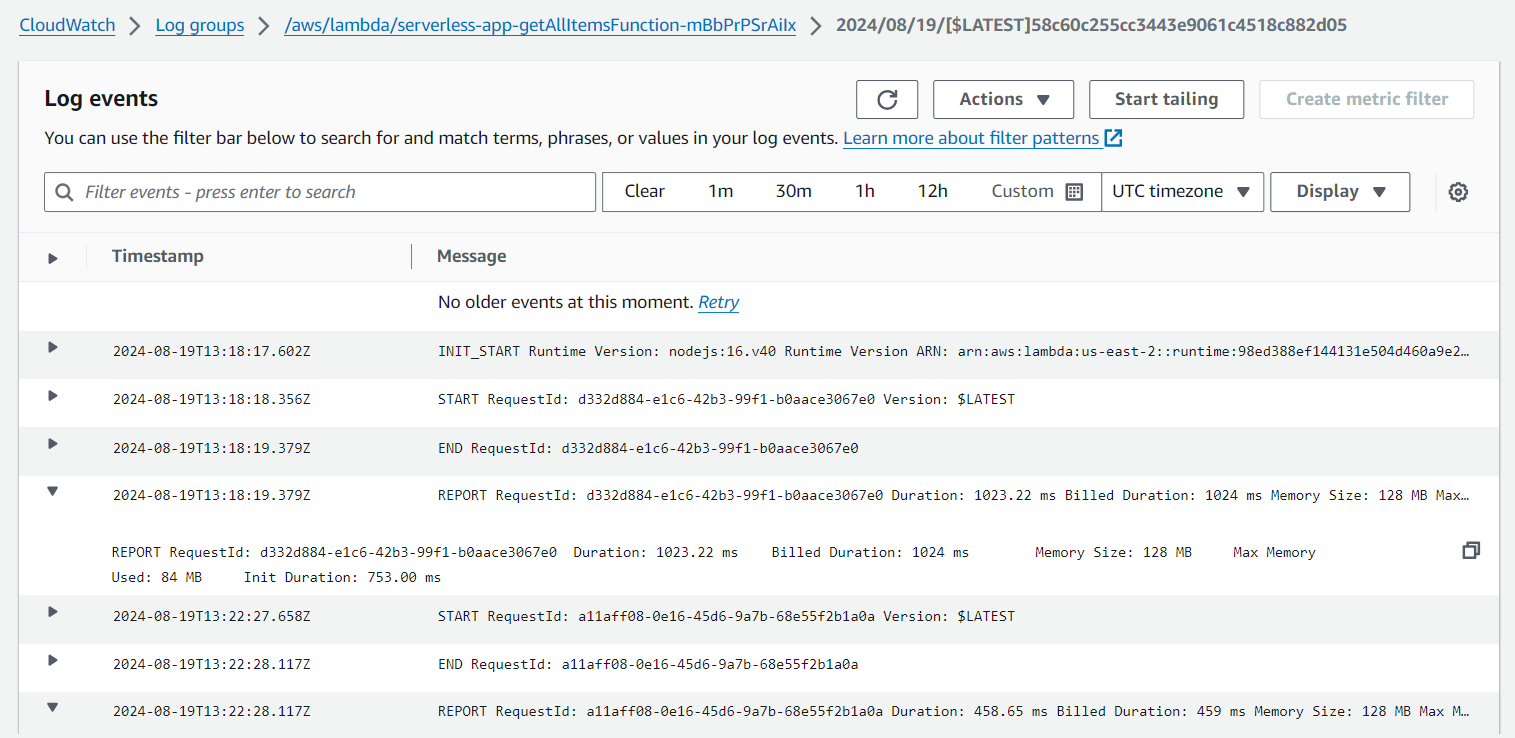 CloudWatch > Log groups > /aws/lambda/serverless-app-getAllItemsFunction-mBbPrPSrAiIx > 2024/08/19/[$LATEST]58c60c255cc3443e9061c4518c882d05
Log events
Actions Start tailing Create metric filter
You can use the filter bar below to search for and match terms, phrases, or values in your log events. Learn more about filter patterns
Filter events - press enter to search Clear 1m 30m 1h 12h Custom UTC timezone Display
Timestamp Message
No older events at this moment. Retry
2024-08-19T13:18:17.602Z INIT_START Runtime Version: nodejs:16.v40 Runtime Version ARN: arn:aws:lambda:us-east-2::runtime:98ed388ef144131e504d460a9e2…
2024-08-19T13:18:18.356Z START RequestId: d332d884-e1c6-42b3-99f1-b0aace3067e0 Version: $LATEST
2024-08-19T13:18:19.379Z END RequestId: d332d884-e1c6-42b3-99f1-b0aace3067e0
2024-08-19T13:18:19.379Z REPORT RequestId: d332d884-e1c6-42b3-99f1-b0aace3067e0 Duration: 1023.22 ms Billed Duration: 1024 ms Memory Size: 128 MB Max…
REPORT RequestId: d332d884-e1c6-42b3-99f1-b0aace3067e0 Duration: 1023.22 ms Billed Duration: 1024 ms Memory Size: 128 MB Max Memory
Used: 84 MB Init Duration: 753.00 ms
2024-08-19T13:22:27.658Z START RequestId: a11aff08-0e16-45d6-9a7b-68e55f2b1a0a Version: $LATEST
2024-08-19T13:22:28.117Z END RequestId: a11aff08-0e16-45d6-9a7b-68e55f2b1a0a
2024-08-19T13:22:28.117Z REPORT RequestId: a11aff08-0e16-45d6-9a7b-68e55f2b1a0a Duration: 458.65 ms Billed Duration: 459 ms Memory Size: 128 MB Max M…